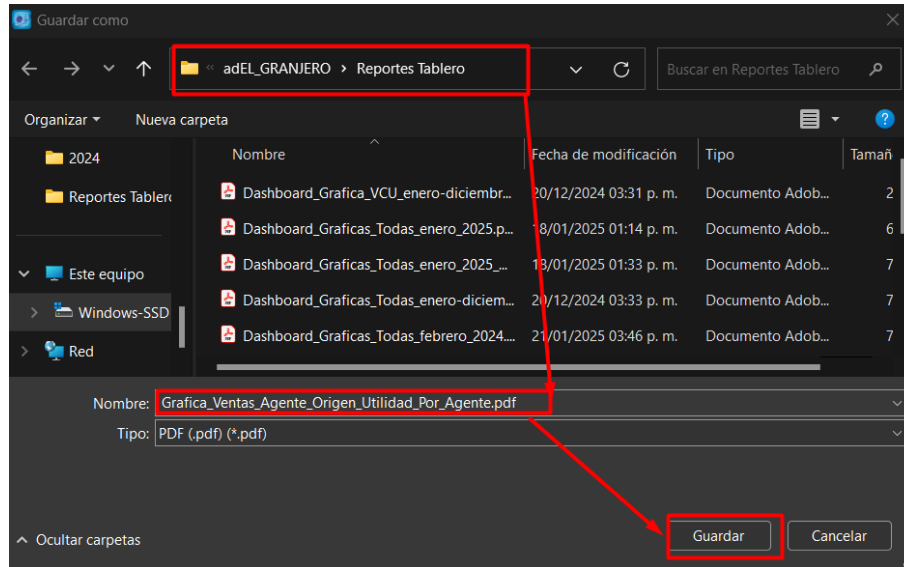 Guardar como
« adEL_GRANJERO > Reportes Tablero
Buscar en Reportes Tablero
Organizar Nueva carpeta
2024
Reportes Tablero
Este equipo
Windows-SSD
Red
Nombre Fecha de modificación Tipo Tamañ
Dashboard_Grafica_VCU_enero-diciembr... 20/12/2024 03:31 p. m. Documento Adob... 2
Dashboard_Graficas_Todas_enero_2025.p... 18/01/2025 01:14 p. m. Documento Adob... 6
Dashboard_Graficas_Todas_enero_2025_... 18/01/2025 01:33 p. m. Documento Adob... 7
Dashboard_Graficas_Todas_enero-diciem... 20/12/2024 03:33 p. m. Documento Adob... 7
Dashboard_Graficas_Todas_febrero_2024.... 21/01/2025 03:46 p. m. Documento Adob... 7
Nombre: Grafica_Ventas_Agente_Origen_Utilidad_Por_Agente.pdf
Tipo: PDF (.pdf) (*.pdf)
Ocultar carpetas
Guardar Cancelar